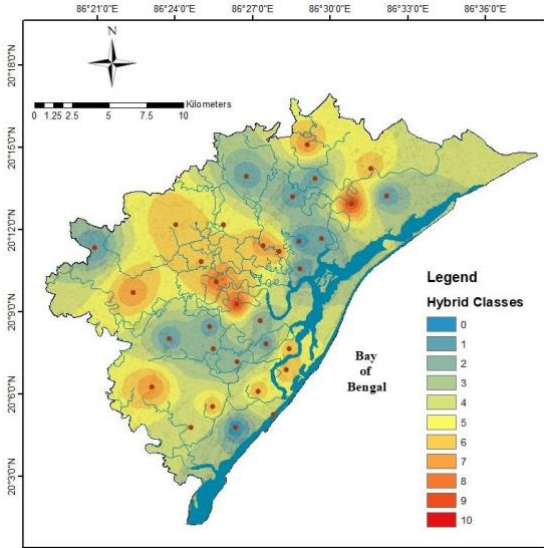 86°21'0"E 86°24'0"E 86°27'0"E 86°30'0"E 86°33'0"E 86°36'0"E
N
20°18'0"N
0 1.25 2.5 5 7.5 10
Kilometers
20°15'0"N
20°12'0"N
20°9'0"N
20°6'0"N
20°3'0"N
Bay
of
Bengal
Legend
Hybrid Classes
0
1
2
3
4
5
6
7
8
9
10